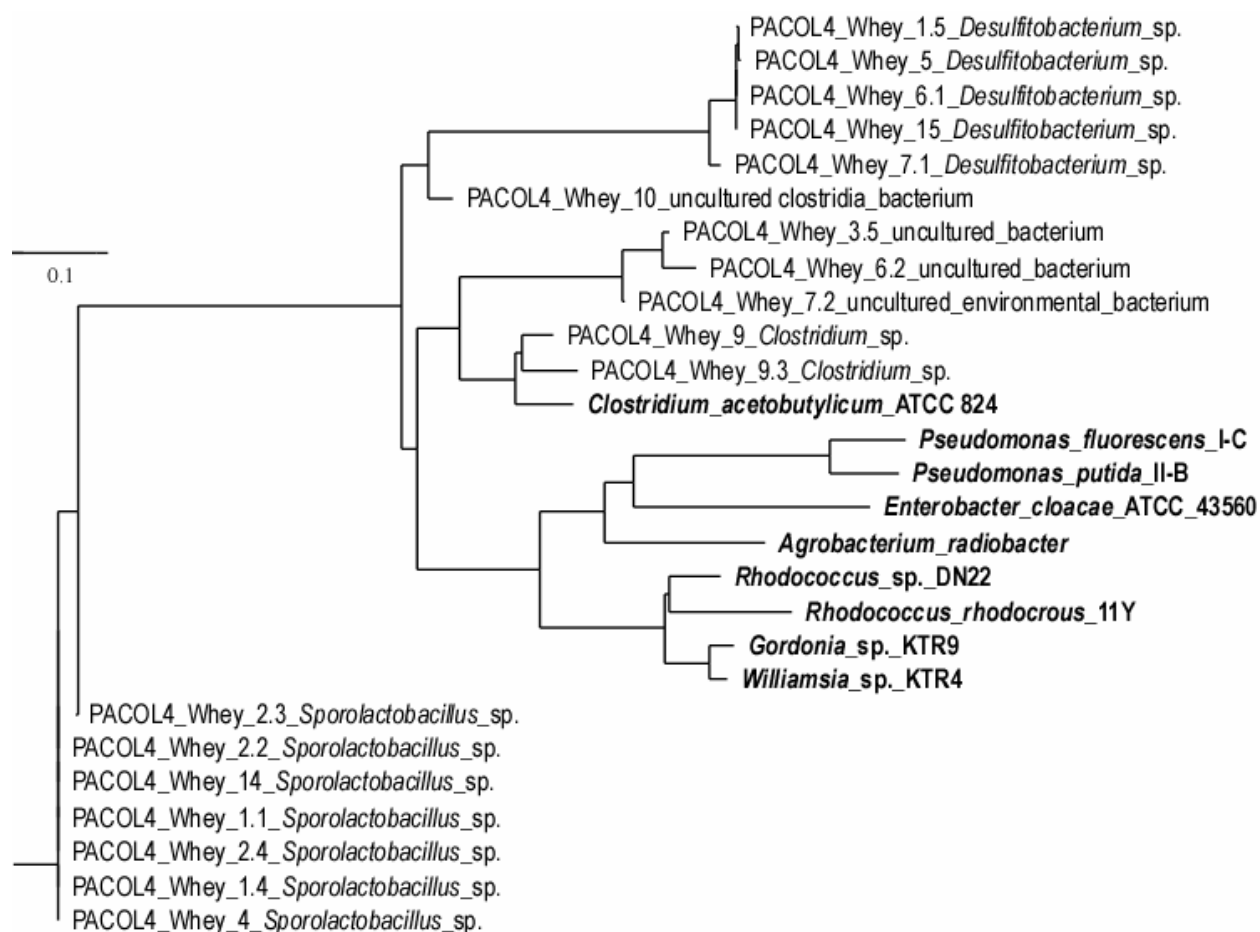 PACOL4_Whey_1.5_Desulfitobacterium_sp.
PACOL4_Whey_5_Desulfitobacterium_sp.
PACOL4_Whey_6.1_Desulfitobacterium_sp.
PACOL4_Whey_15_Desulfitobacterium_sp.
PACOL4_Whey_7.1_Desulfitobacterium_sp.
PACOL4_Whey_10_uncultured clostridia_bacterium
PACOL4_Whey_3.5_uncultured_bacterium
0.1
PACOL4_Whey_6.2_uncultured_bacterium
PACOL4_Whey_7.2_uncultured_environmental_bacterium
PACOL4_Whey_9_Clostridium_sp.
PACOL4_Whey_9.3_Clostridium_sp.
Clostridium_acetobutylicum_ATCC 824
Pseudomonas_fluorescens_I-C
Pseudomonas_putida_II-B
Enterobacter_cloacae_ATCC_43560
Agrobacterium_radiobacter
Rhodococcus_sp._DN22
Rhodococcus_rhodocrous_11Y
Gordonia_sp._KTR9
Williamsia_sp._KTR4
PACOL4_Whey_2.3_Sporolactobacillus_sp.
PACOL4_Whey_2.2_Sporolactobacillus_sp.
PACOL4_Whey_14_Sporolactobacillus_sp.
PACOL4_Whey_1.1_Sporolactobacillus_sp.
PACOL4_Whey_2.4_Sporolactobacillus_sp.
PACOL4_Whey_1.4_Sporolactobacillus_sp.
PACOL4_Whey_4_Sporolactobacillus_sp.